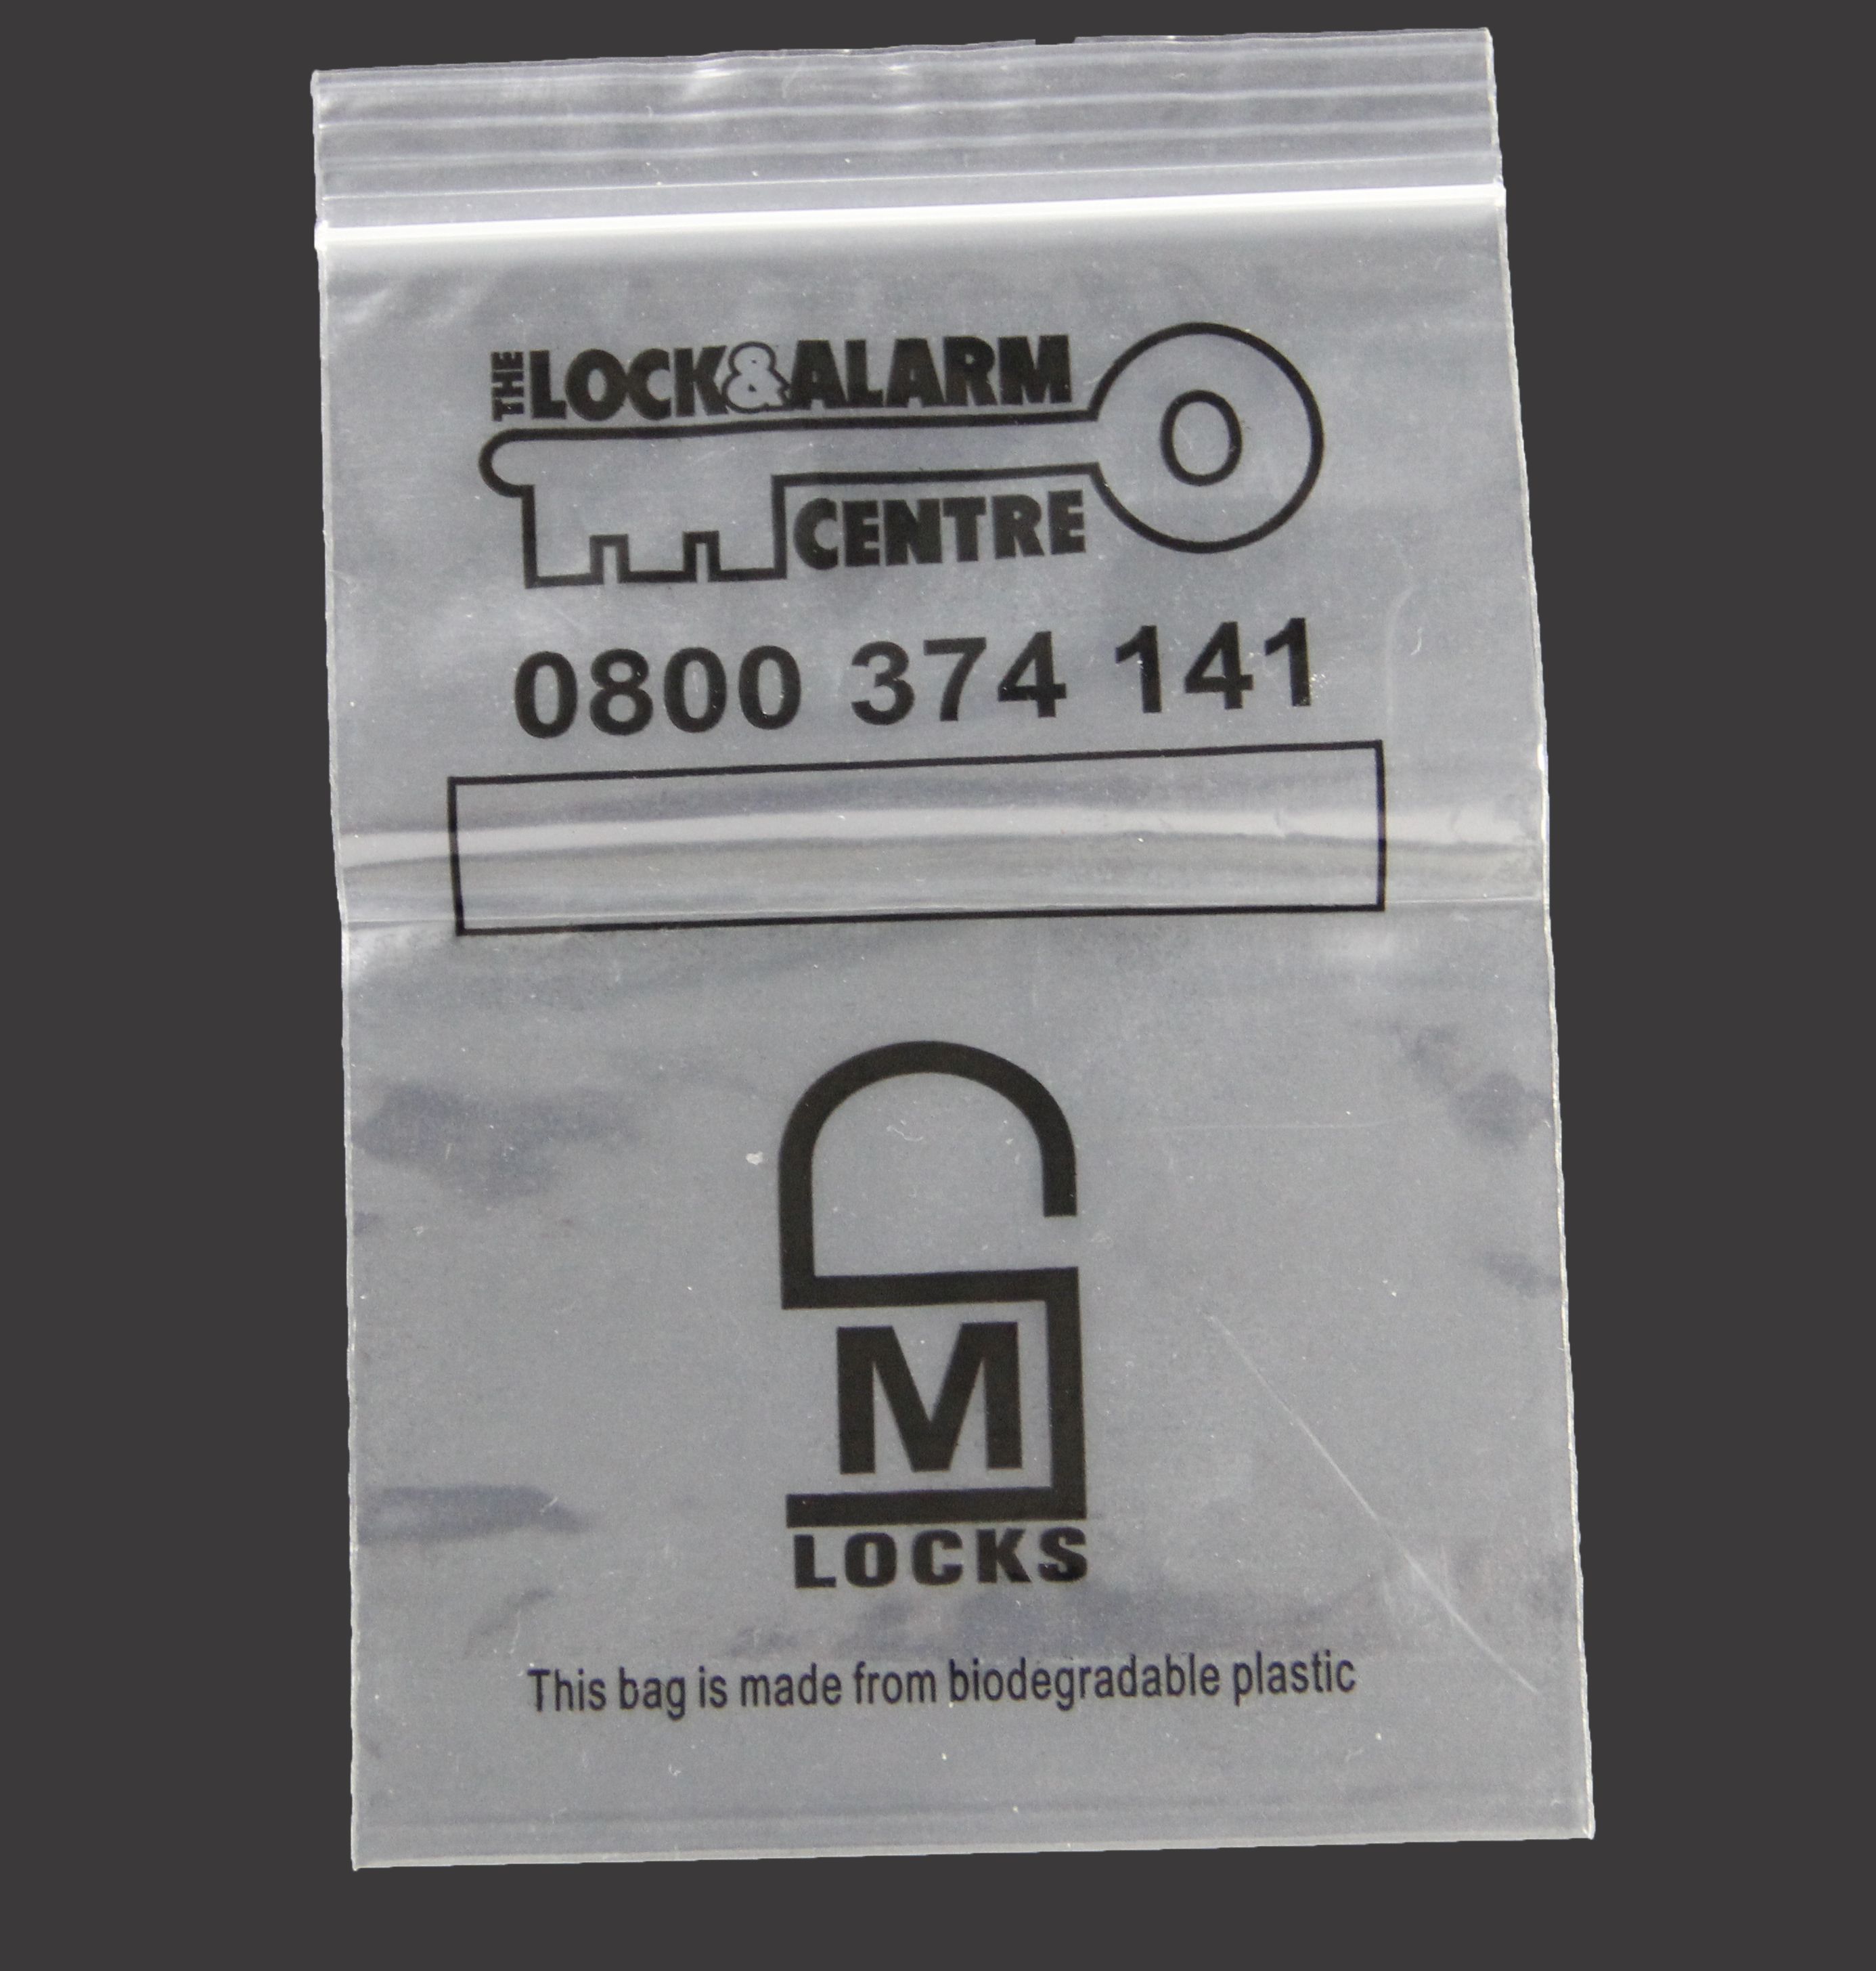 THE LOCK&ALARM
CENTRE
0800 374 141
M
LOCKS
This bag is made from biodegradable plastic